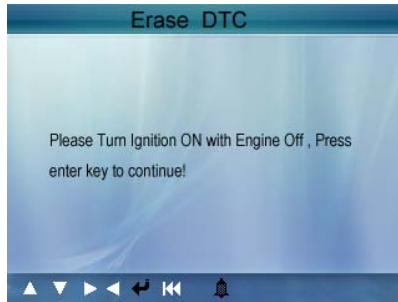 Erase DTC
Please Turn Ignition ON with Engine Off , Press
enter key to continue!